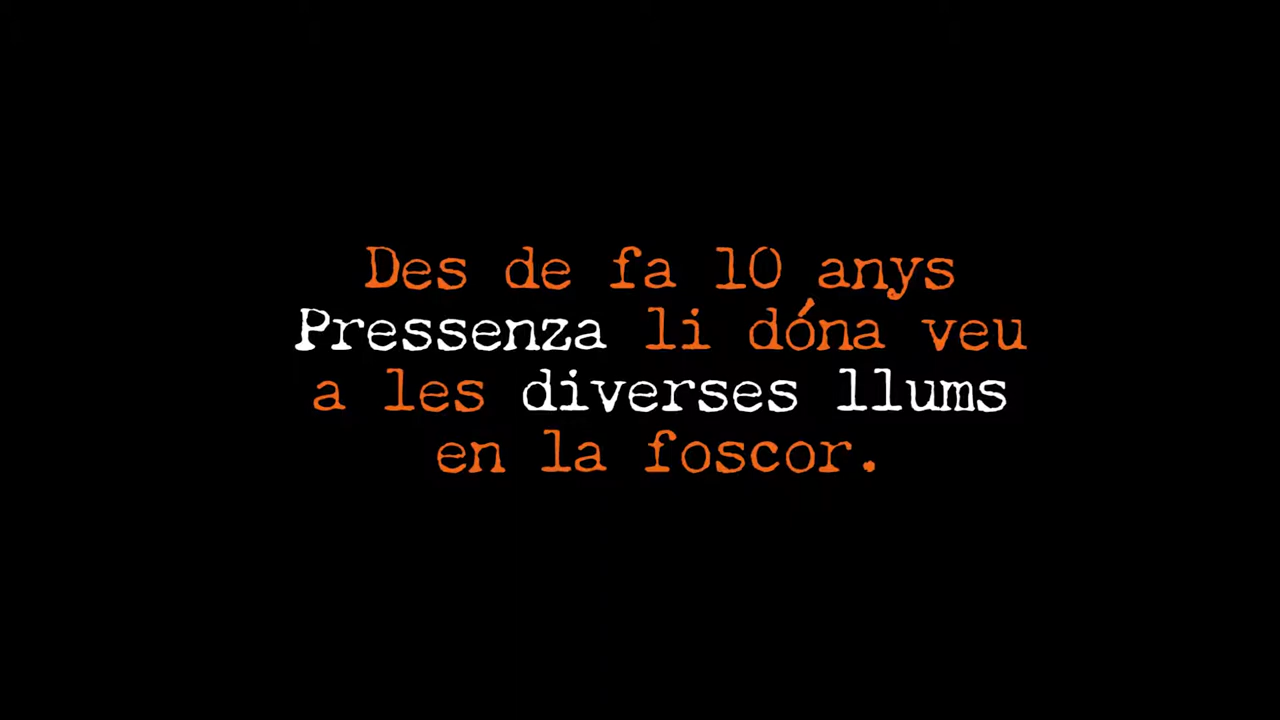 Des de fa 10 anys
Pressenza li dóna veu
a les diverses llums
en la foscor.